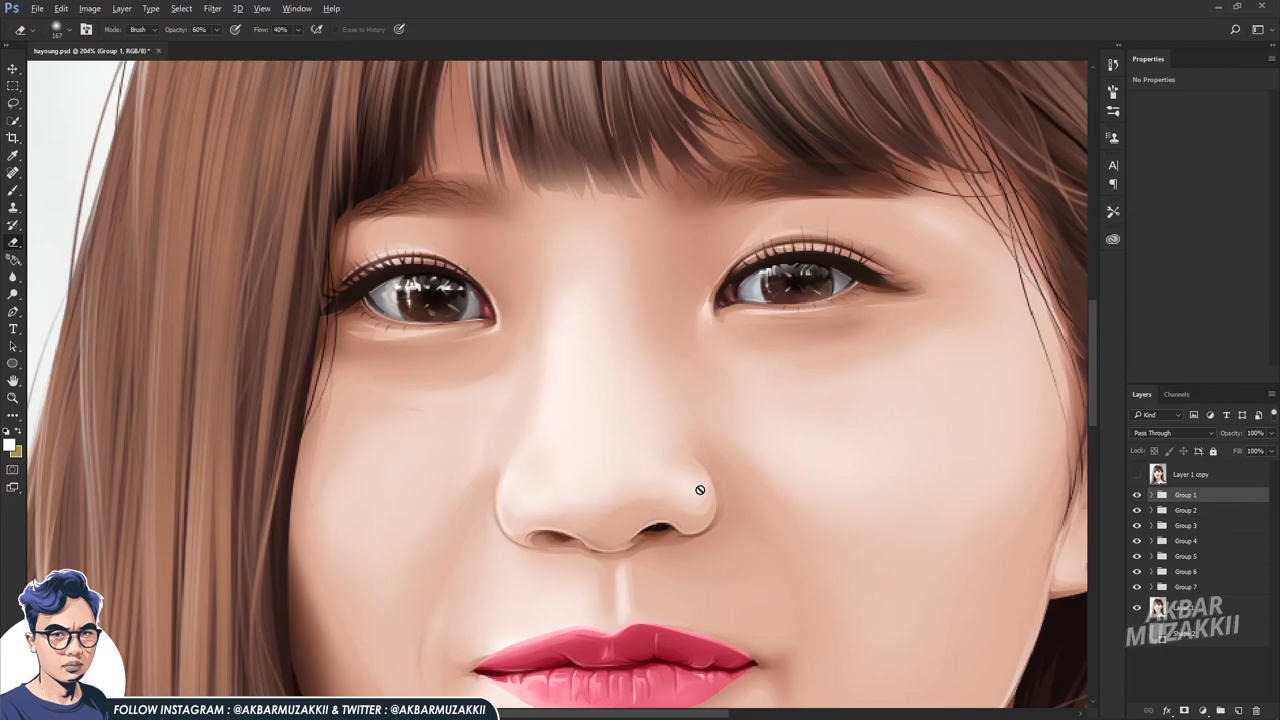 Ps File Edit Image Layer Type Select Filter 3D View Window Help
167 Mode: Brush Opacity: 60% Flow: 40% Erase to History
hayoung.psd @ 204% (Group 1, RGB/8) * ×
Properties
No Properties
Layers Channels
Kind
Pass Through Opacity: 100%
Lock: Fill: 100%
Layer 1 copy
Group 1
Group 2
Group 3
Group 4
Group 5
Group 6
Group 7
AKBAR
MUZAKKII
FOLLOW INSTAGRAM : @AKBARMUZAKKII & TWITTER : @AKBARMUZAKKII